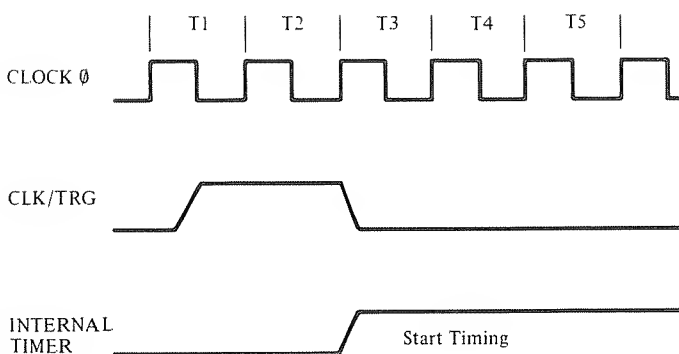 T1 T2 T3 T4 T5
CLOCK ∅
CLK/TRG
INTERNAL
TIMER
Start Timing